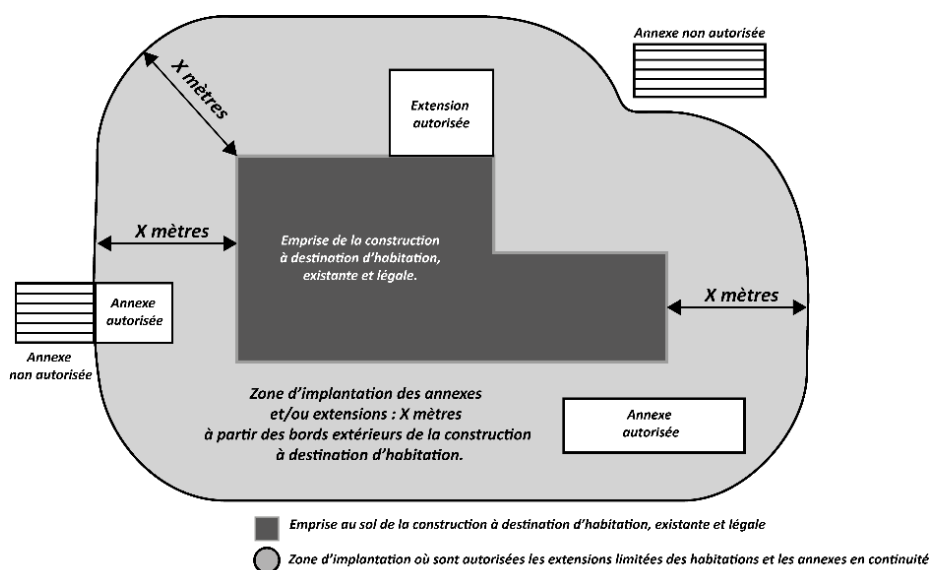 Annexe non autorisée
X mètres
Extension
autorisée
X mètres
Emprise de la construction
à destination d'habitation,
existante et légale.
X mètres
Annexe
autorisée
Annexe
non autorisée
Zone d'implantation des annexes
et/ou extensions : X mètres
à partir des bords extérieurs de la construction
à destination d'habitation.
Annexe
autorisée
Emprise au sol de la construction à destination d'habitation, existante et légale
Zone d'implantation où sont autorisées les extensions limitées des habitations et les annexes en continuité